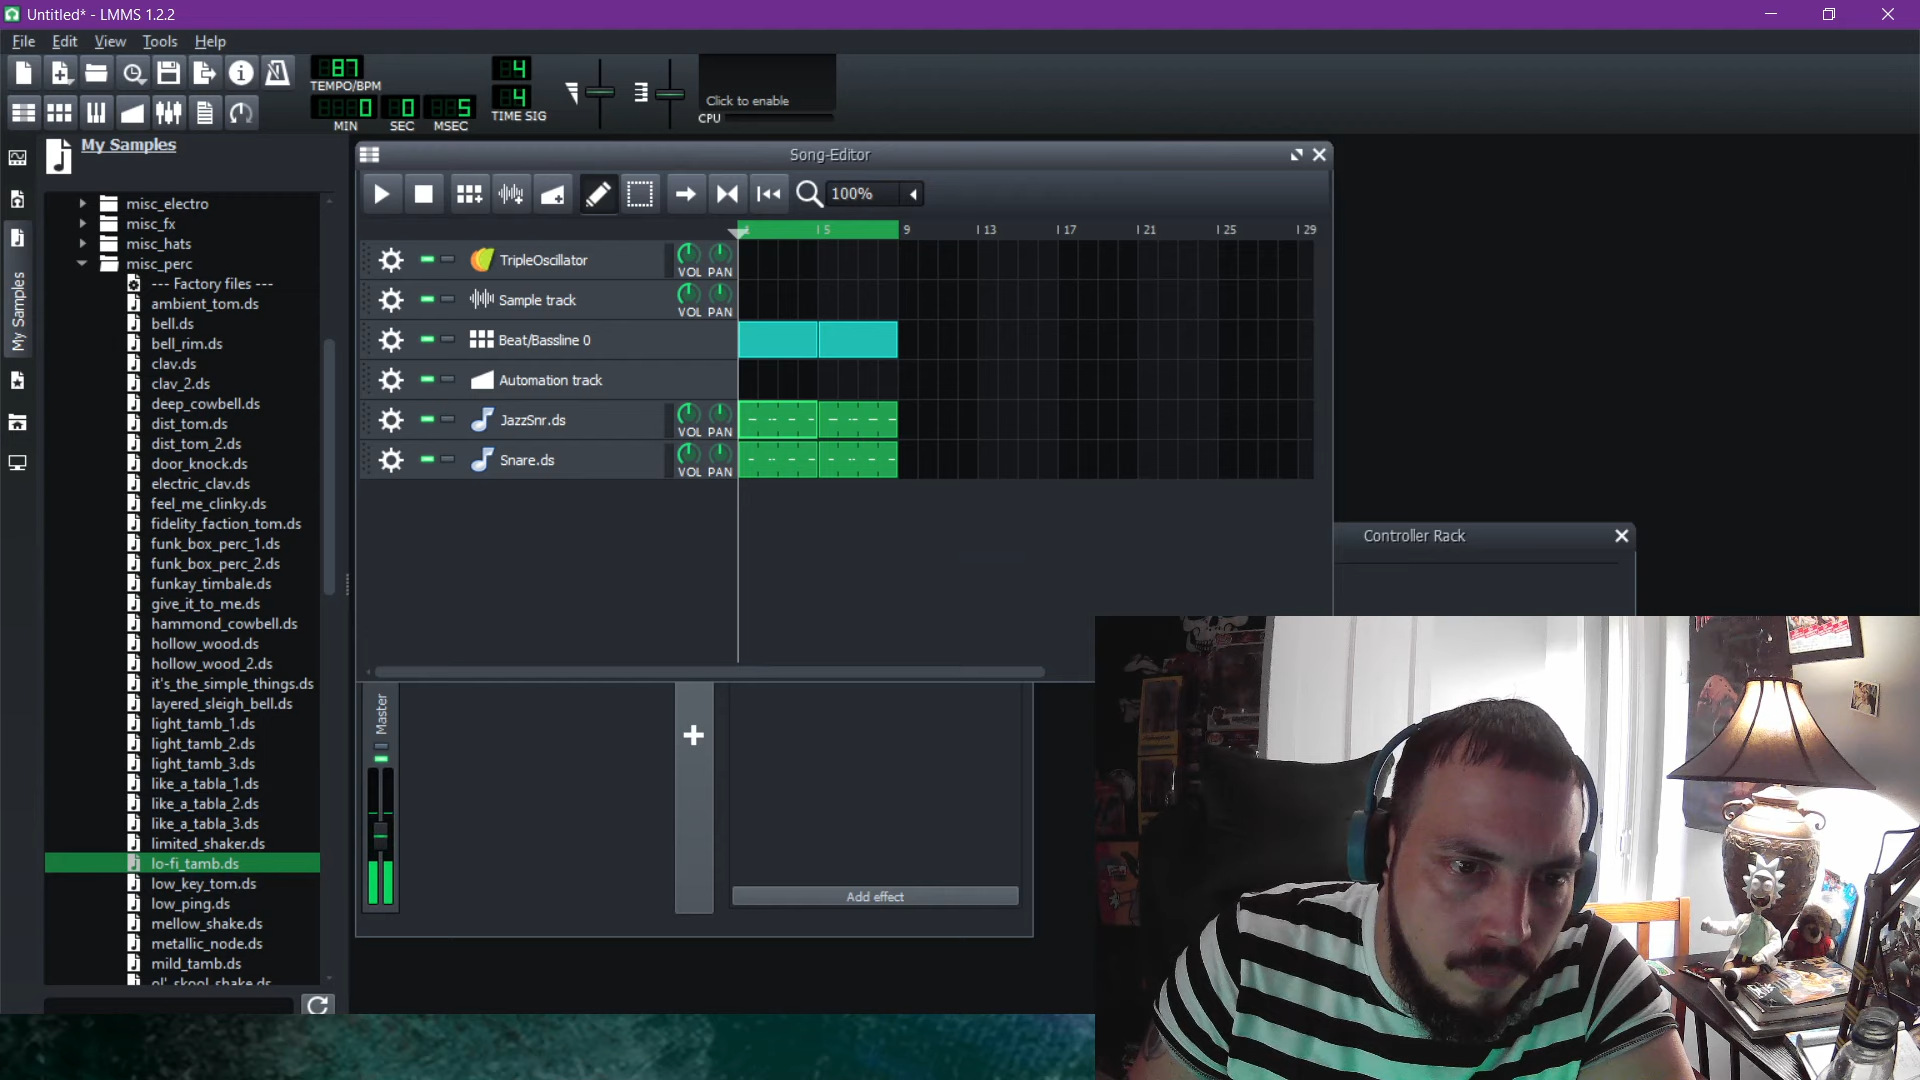 Untitled* - LMMS 1.2.2
File Edit View Tools Help
87
TEMPO/BPM
4
4
TIME SIG
0 0 5
MIN SEC MSEC
Click to enable
CPU
My Samples
My Samples
misc_electro
misc_fx
misc_hats
misc_perc
--- Factory files ---
ambient_tom.ds
bell.ds
bell_rim.ds
clav.ds
clav_2.ds
deep_cowbell.ds
dist_tom.ds
dist_tom_2.ds
door_knock.ds
electric_clav.ds
feel_me_clinky.ds
fidelity_faction_tom.ds
funk_box_perc_1.ds
funk_box_perc_2.ds
funkay_timbale.ds
give_it_to_me.ds
hammond_cowbell.ds
hollow_wood.ds
hollow_wood_2.ds
it's_the_simple_things.ds
layered_sleigh_bell.ds
light_tamb_1.ds
light_tamb_2.ds
light_tamb_3.ds
like_a_tabla_1.ds
like_a_tabla_2.ds
like_a_tabla_3.ds
limited_shaker.ds
lo-fi_tamb.ds
low_key_tom.ds
low_ping.ds
mellow_shake.ds
metallic_node.ds
mild_tamb.ds
ol'_skool_shake.ds
Song-Editor
100%
1 5 9 13 17 21 25 29
TripleOscillator VOL PAN
Sample track VOL PAN
Beat/Bassline 0
Automation track
JazzSnr.ds VOL PAN
Snare.ds VOL PAN
Controller Rack
Master
Add effect